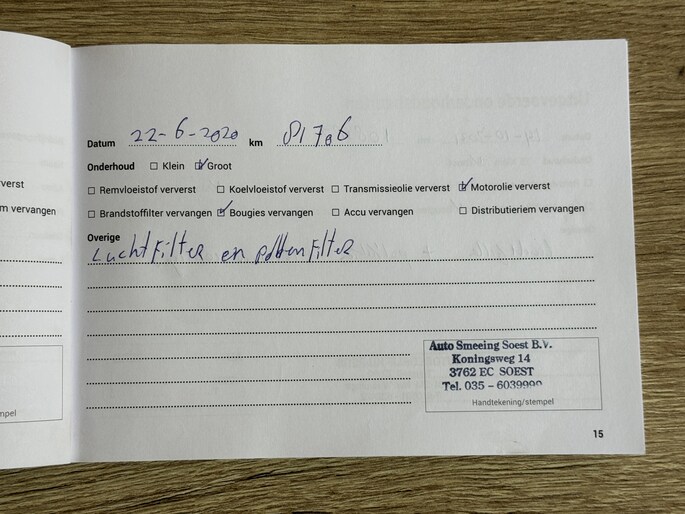 Datum 22-6-2020 km 81706
Onderhoud Klein Groot
Remvloeistof ververst Koelvloeistof ververst Transmissieolie ververst Motorolie ververst
Brandstoffilter vervangen Bougies vervangen Accu vervangen Distributieriem vervangen
Overige
Luchtfilter en pollenfilter
Auto Smeeing Soest B.V.
Koningsweg 14
3762 EC SOEST
Tel. 035 - 6039990
Handtekening/stempel
15
verst
m vervangen
mpel